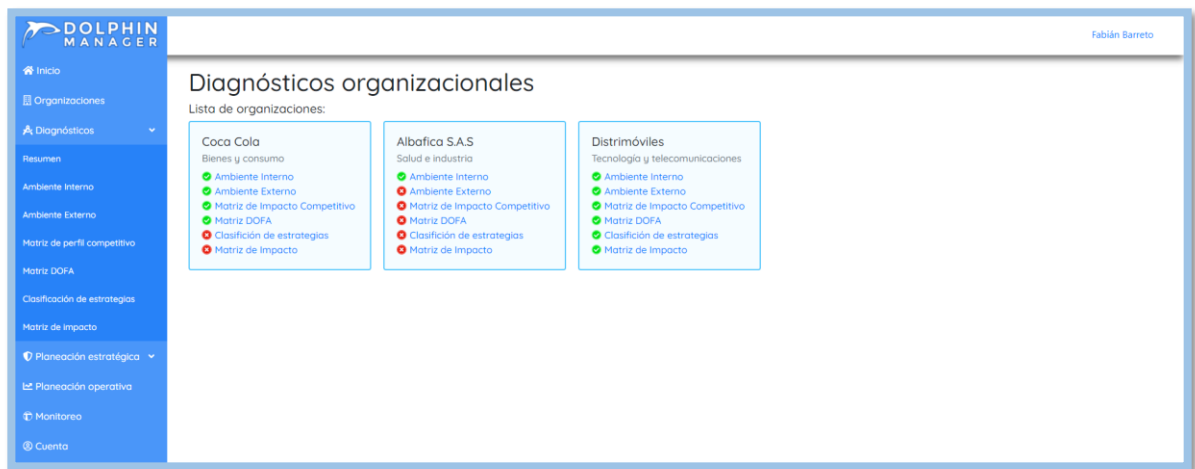 DOLPHIN
MANAGER
Fabián Barreto
Inicio
Organizaciones
Diagnósticos
Resumen
Ambiente Interno
Ambiente Externo
Matriz de perfil competitivo
Matriz DOFA
Clasificación de estrategias
Matriz de impacto
Planeación estratégica
Planeación operativa
Monitoreo
Cuenta
Diagnósticos organizacionales
Lista de organizaciones:
Coca Cola
Bienes y consumo
Ambiente Interno
Ambiente Externo
Matriz de Impacto Competitivo
Matriz DOFA
Clasifición de estrategias
Matriz de Impacto
Albafica S.A.S
Salud e industria
Ambiente Interno
Ambiente Externo
Matriz de Impacto Competitivo
Matriz DOFA
Clasifición de estrategias
Matriz de Impacto
Distrimóviles
Tecnología y telecomunicaciones
Ambiente Interno
Ambiente Externo
Matriz de Impacto Competitivo
Matriz DOFA
Clasifición de estrategias
Matriz de Impacto